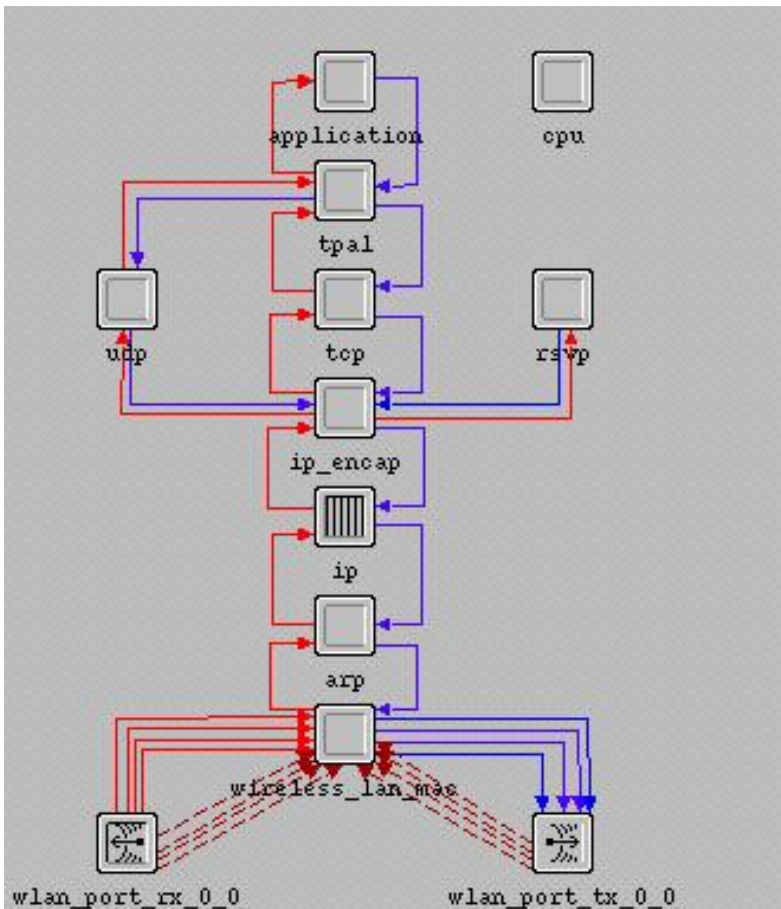 application
cpu
tpal
udp
tcp
rsvp
ip_encap
ip
arp
wireless_lan_mac
wlan_port_rx_0_0
wlan_port_tx_0_0